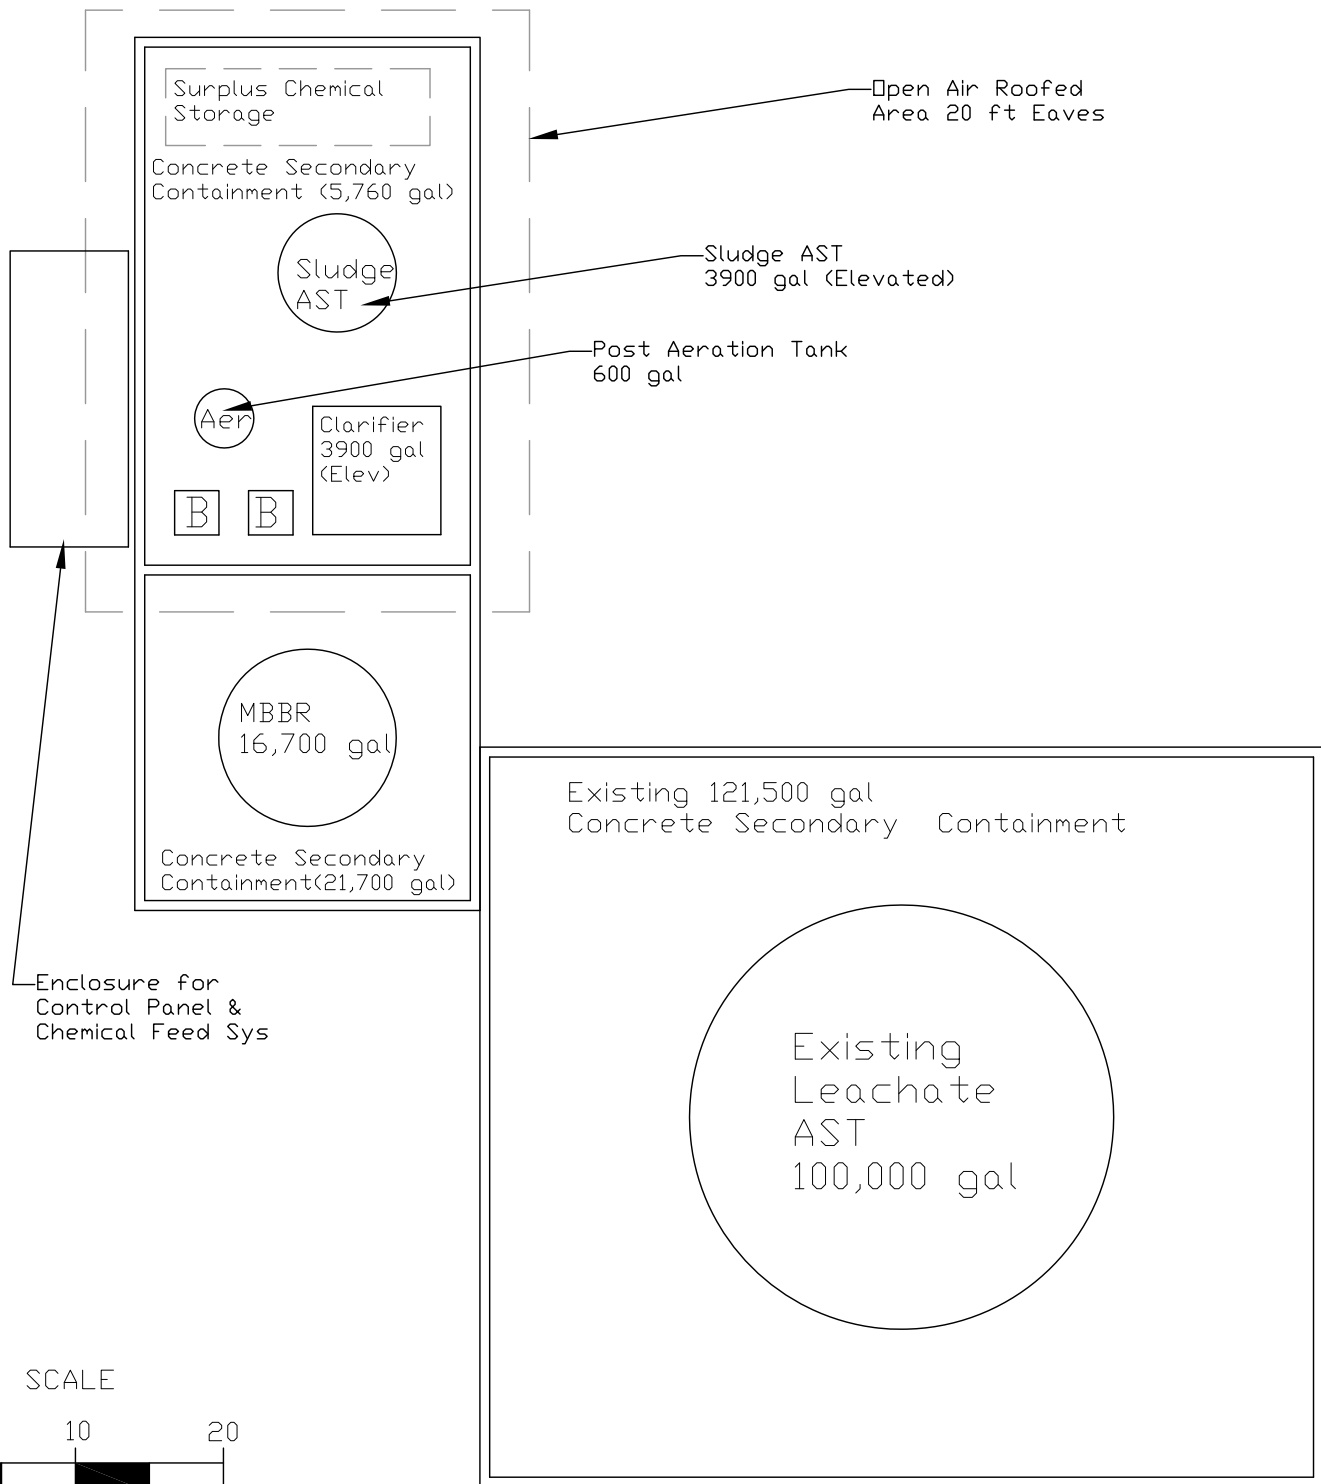 Surplus Chemical
Storage
Open Air Roofed
Area 20 ft Eaves
Concrete Secondary
Containment (5,760 gal)
Sludge
AST
Sludge AST
3900 gal (Elevated)
Post Aeration Tank
600 gal
Aer
Clarifier
3900 gal
(Elev)
B B
MBBR
16,700 gal
Concrete Secondary
Containment(21,700 gal)
Existing 121,500 gal
Concrete Secondary Containment
Enclosure for
Control Panel &
Chemical Feed Sys
Existing
Leachate
AST
100,000 gal
SCALE
10 20